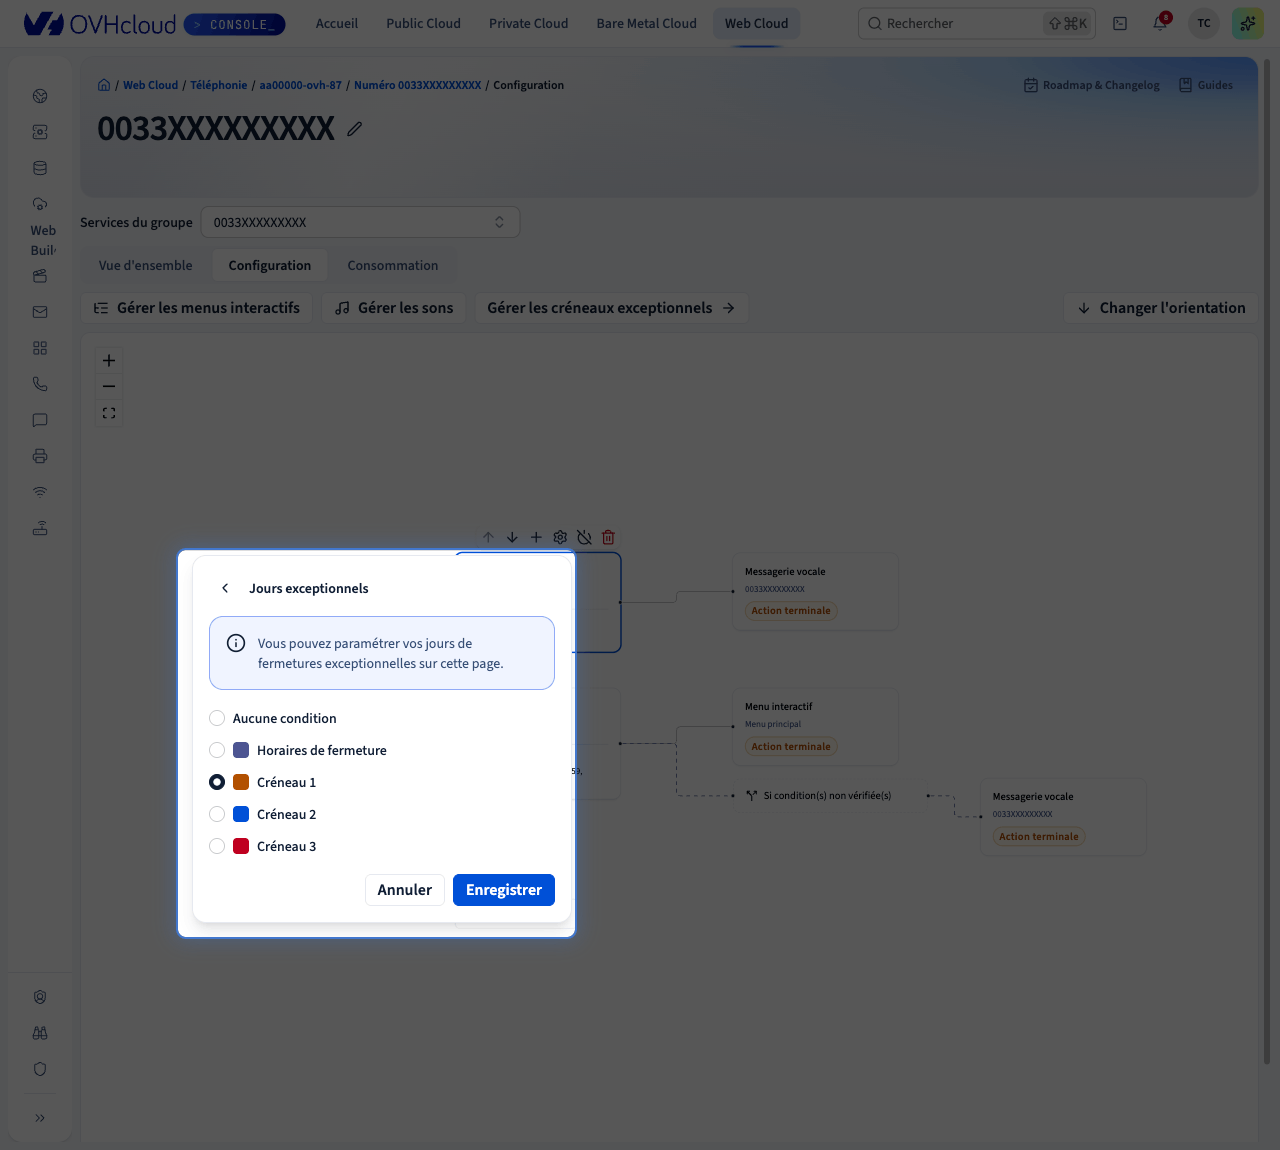 OVHcloud > CONSOLE_ Accueil Public Cloud Private Cloud Bare Metal Cloud Web Cloud Rechercher ⇧⌘K 8 TC
/ Web Cloud / Téléphonie / aa00000-ovh-87 / Numéro 0033XXXXXXXXX / Configuration Roadmap & Changelog Guides
0033XXXXXXXXX
Services du groupe 0033XXXXXXXXX
Web
Vue d'ensemble Configuration Consommation
Gérer les menus interactifs Gérer les sons Gérer les créneaux exceptionnels → ↓ Changer l'orientation
Messagerie vocale
0033XXXXXXXXX
Action terminale
Jours exceptionnels
Vous pouvez paramétrer vos jours de
fermetures exceptionnelles sur cette page.
Aucune condition
Horaires de fermeture
Créneau 1
Créneau 2
Créneau 3
Annuler Enregistrer
Menu interactif
Menu principal
Action terminale
59,
Si condition(s) non vérifiée(s)
Messagerie vocale
0033XXXXXXXXX
Action terminale